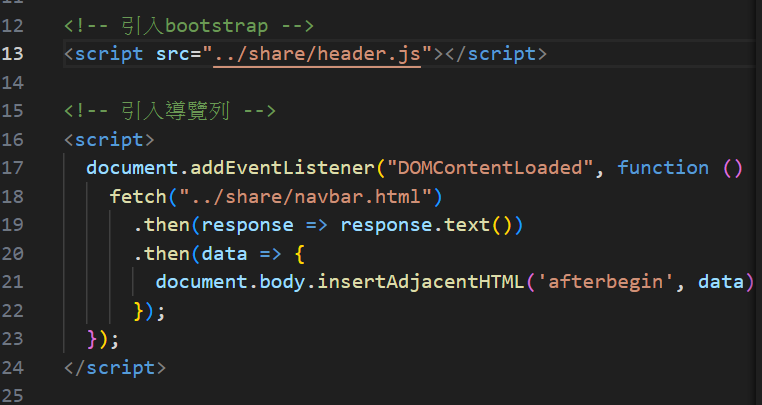 12 <!-- 引入bootstrap -->
13 <script src="../share/header.js"></script>
14
15 <!-- 引入導覽列 -->
16 <script>
17 document.addEventListener("DOMContentLoaded", function ()
18 fetch("../share/navbar.html")
19 .then(response => response.text())
20 .then(data => {
21 document.body.insertAdjacentHTML('afterbegin', data)
22 });
23 });
24 </script>
25